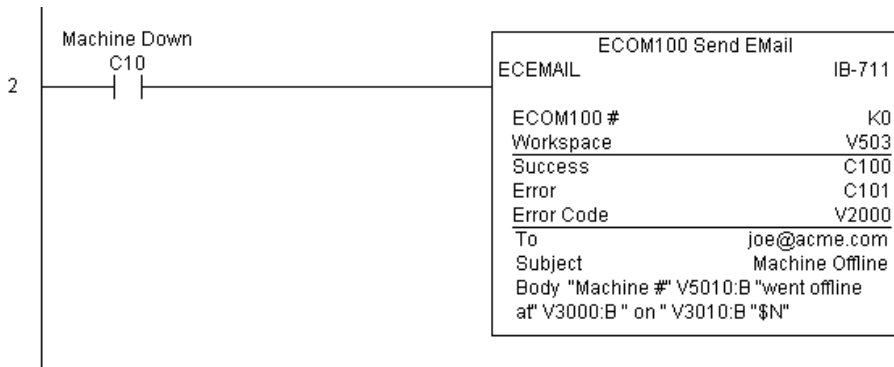 Machine Down
C10
2
ECOM100 Send EMail
ECEMAIL IB-711
ECOM100 # K0
Workspace V503
Success C100
Error C101
Error Code V2000
To joe@acme.com
Subject Machine Offline
Body "Machine #" V5010:B "went offline
at" V3000:B " on " V3010:B "$N"